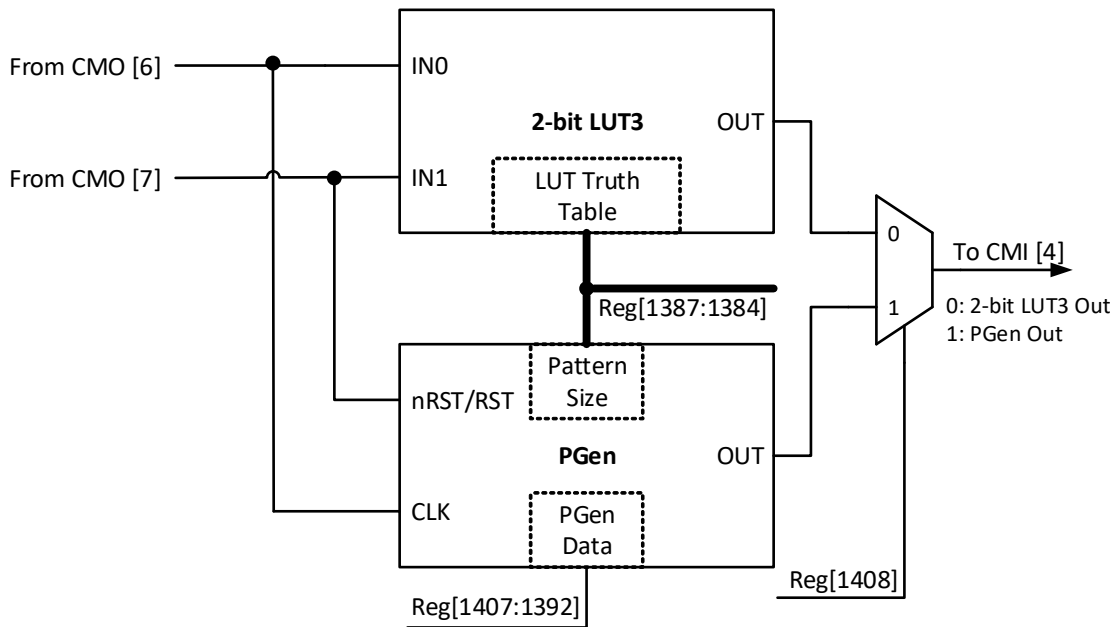 From CMO [6]
IN0
2-bit LUT3
OUT
From CMO [7]
IN1
LUT Truth
Table
0
To CMI [4]
Reg[1387:1384]
1
0: 2-bit LUT3 Out
1: PGen Out
Pattern
Size
nRST/RST
PGen
OUT
CLK
PGen
Data
Reg[1408]
Reg[1407:1392]